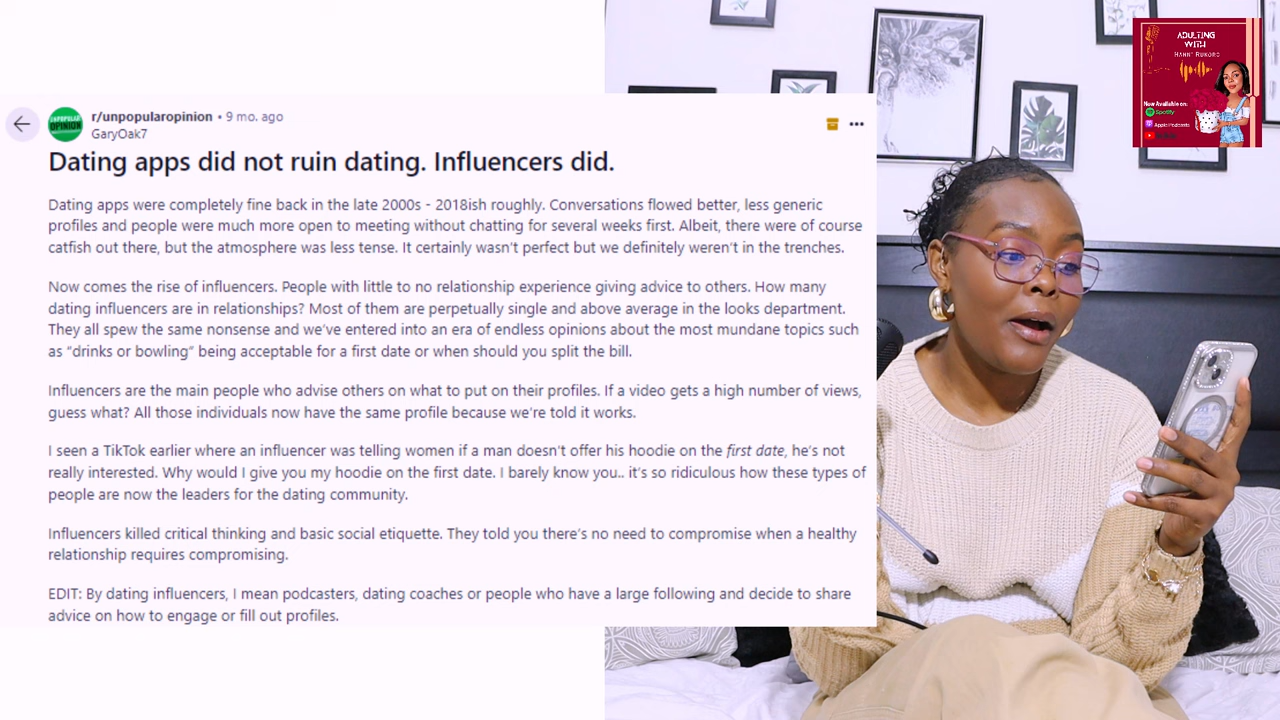 r/unpopularopinion • 9 mo. ago
GaryOak7
Dating apps did not ruin dating. Influencers did.
Dating apps were completely fine back in the late 2000s - 2018ish roughly. Conversations flowed better, less generic
profiles and people were much more open to meeting without chatting for several weeks first. Albeit, there were of course
catfish out there, but the atmosphere was less tense. It certainly wasn't perfect but we definitely weren't in the trenches.
Now comes the rise of influencers. People with little to no relationship experience giving advice to others. How many
dating influencers are in relationships? Most of them are perpetually single and above average in the looks department.
They all spew the same nonsense and we've entered into an era of endless opinions about the most mundane topics such
as “drinks or bowling” being acceptable for a first date or when should you split the bill.
Influencers are the main people who advise others on what to put on their profiles. If a video gets a high number of views,
guess what? All those individuals now have the same profile because we're told it works.
I seen a TikTok earlier where an influencer was telling women if a man doesn't offer his hoodie on the first date, he's not
really interested. Why would I give you my hoodie on the first date. I barely know you.. it's so ridiculous how these types of
people are now the leaders for the dating community.
Influencers killed critical thinking and basic social etiquette. They told you there's no need to compromise when a healthy
relationship requires compromising.
EDIT: By dating influencers, I mean podcasters, dating coaches or people who have a large following and decide to share
advice on how to engage or fill out profiles.
ADULTING
WITH
Now Available on:
Spotify
Apple Podcasts